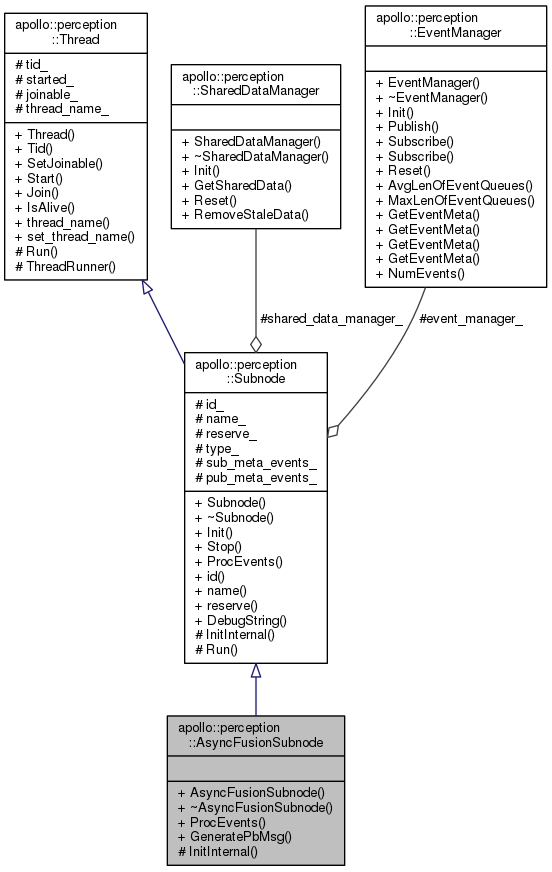 apollo::perception
::Thread
# tid_
# started_
# joinable_
# thread_name_
+ Thread()
+ Tid()
+ SetJoinable()
+ Start()
+ Join()
+ IsAlive()
+ thread_name()
+ set_thread_name()
# Run()
# ThreadRunner()
apollo::perception
::SharedDataManager
+ SharedDataManager()
+ ~SharedDataManager()
+ Init()
+ GetSharedData()
+ Reset()
+ RemoveStaleData()
apollo::perception
::EventManager
+ EventManager()
+ ~EventManager()
+ Init()
+ Publish()
+ Subscribe()
+ Subscribe()
+ Reset()
+ AvgLenOfEventQueues()
+ MaxLenOfEventQueues()
+ GetEventMeta()
+ GetEventMeta()
+ GetEventMeta()
+ GetEventMeta()
+ NumEvents()
#shared_data_manager_
#event_manager_
apollo::perception
::Subnode
# id_
# name_
# reserve_
# type_
# sub_meta_events_
# pub_meta_events_
+ Subnode()
+ ~Subnode()
+ Init()
+ Stop()
+ ProcEvents()
+ id()
+ name()
+ reserve()
+ DebugString()
# InitInternal()
# Run()
apollo::perception
::AsyncFusionSubnode
+ AsyncFusionSubnode()
+ ~AsyncFusionSubnode()
+ ProcEvents()
+ GeneratePbMsg()
# InitInternal()